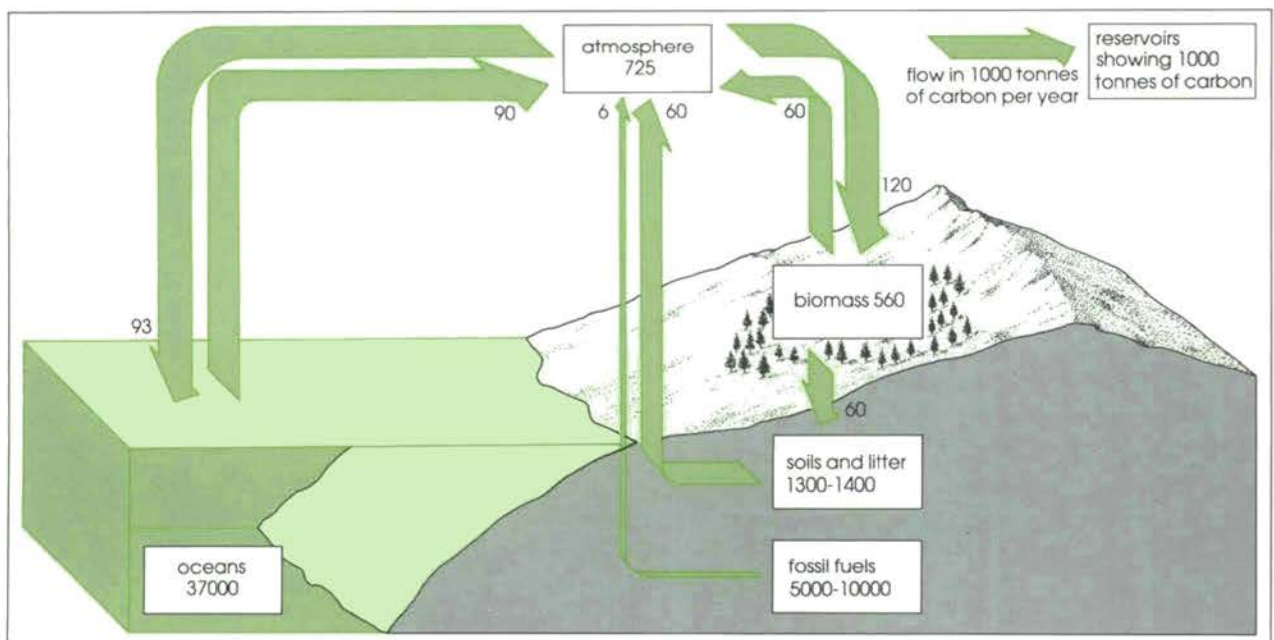 atmosphere
725
reservoirs
showing 1000
tonnes of carbon
flow in 1000 tonnes
of carbon per year
90
6
60
60
120
biomass 560
93
60
soils and litter
1300-1400
oceans
37000
fossil fuels
5000-10000